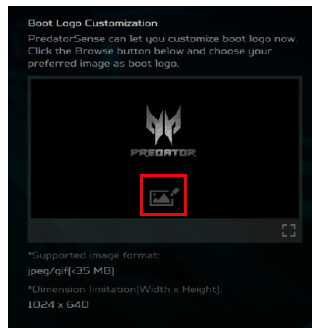 Boot Logo Customization
PredatorSense can let you customize boot logo now.
Click the Browse button below and choose your
preferred image as boot logo.
PREDATOR
*Supported image format:
jpeg/gif(<35 MB)
*Dimension limitation(Width x Height):
1024 x 640